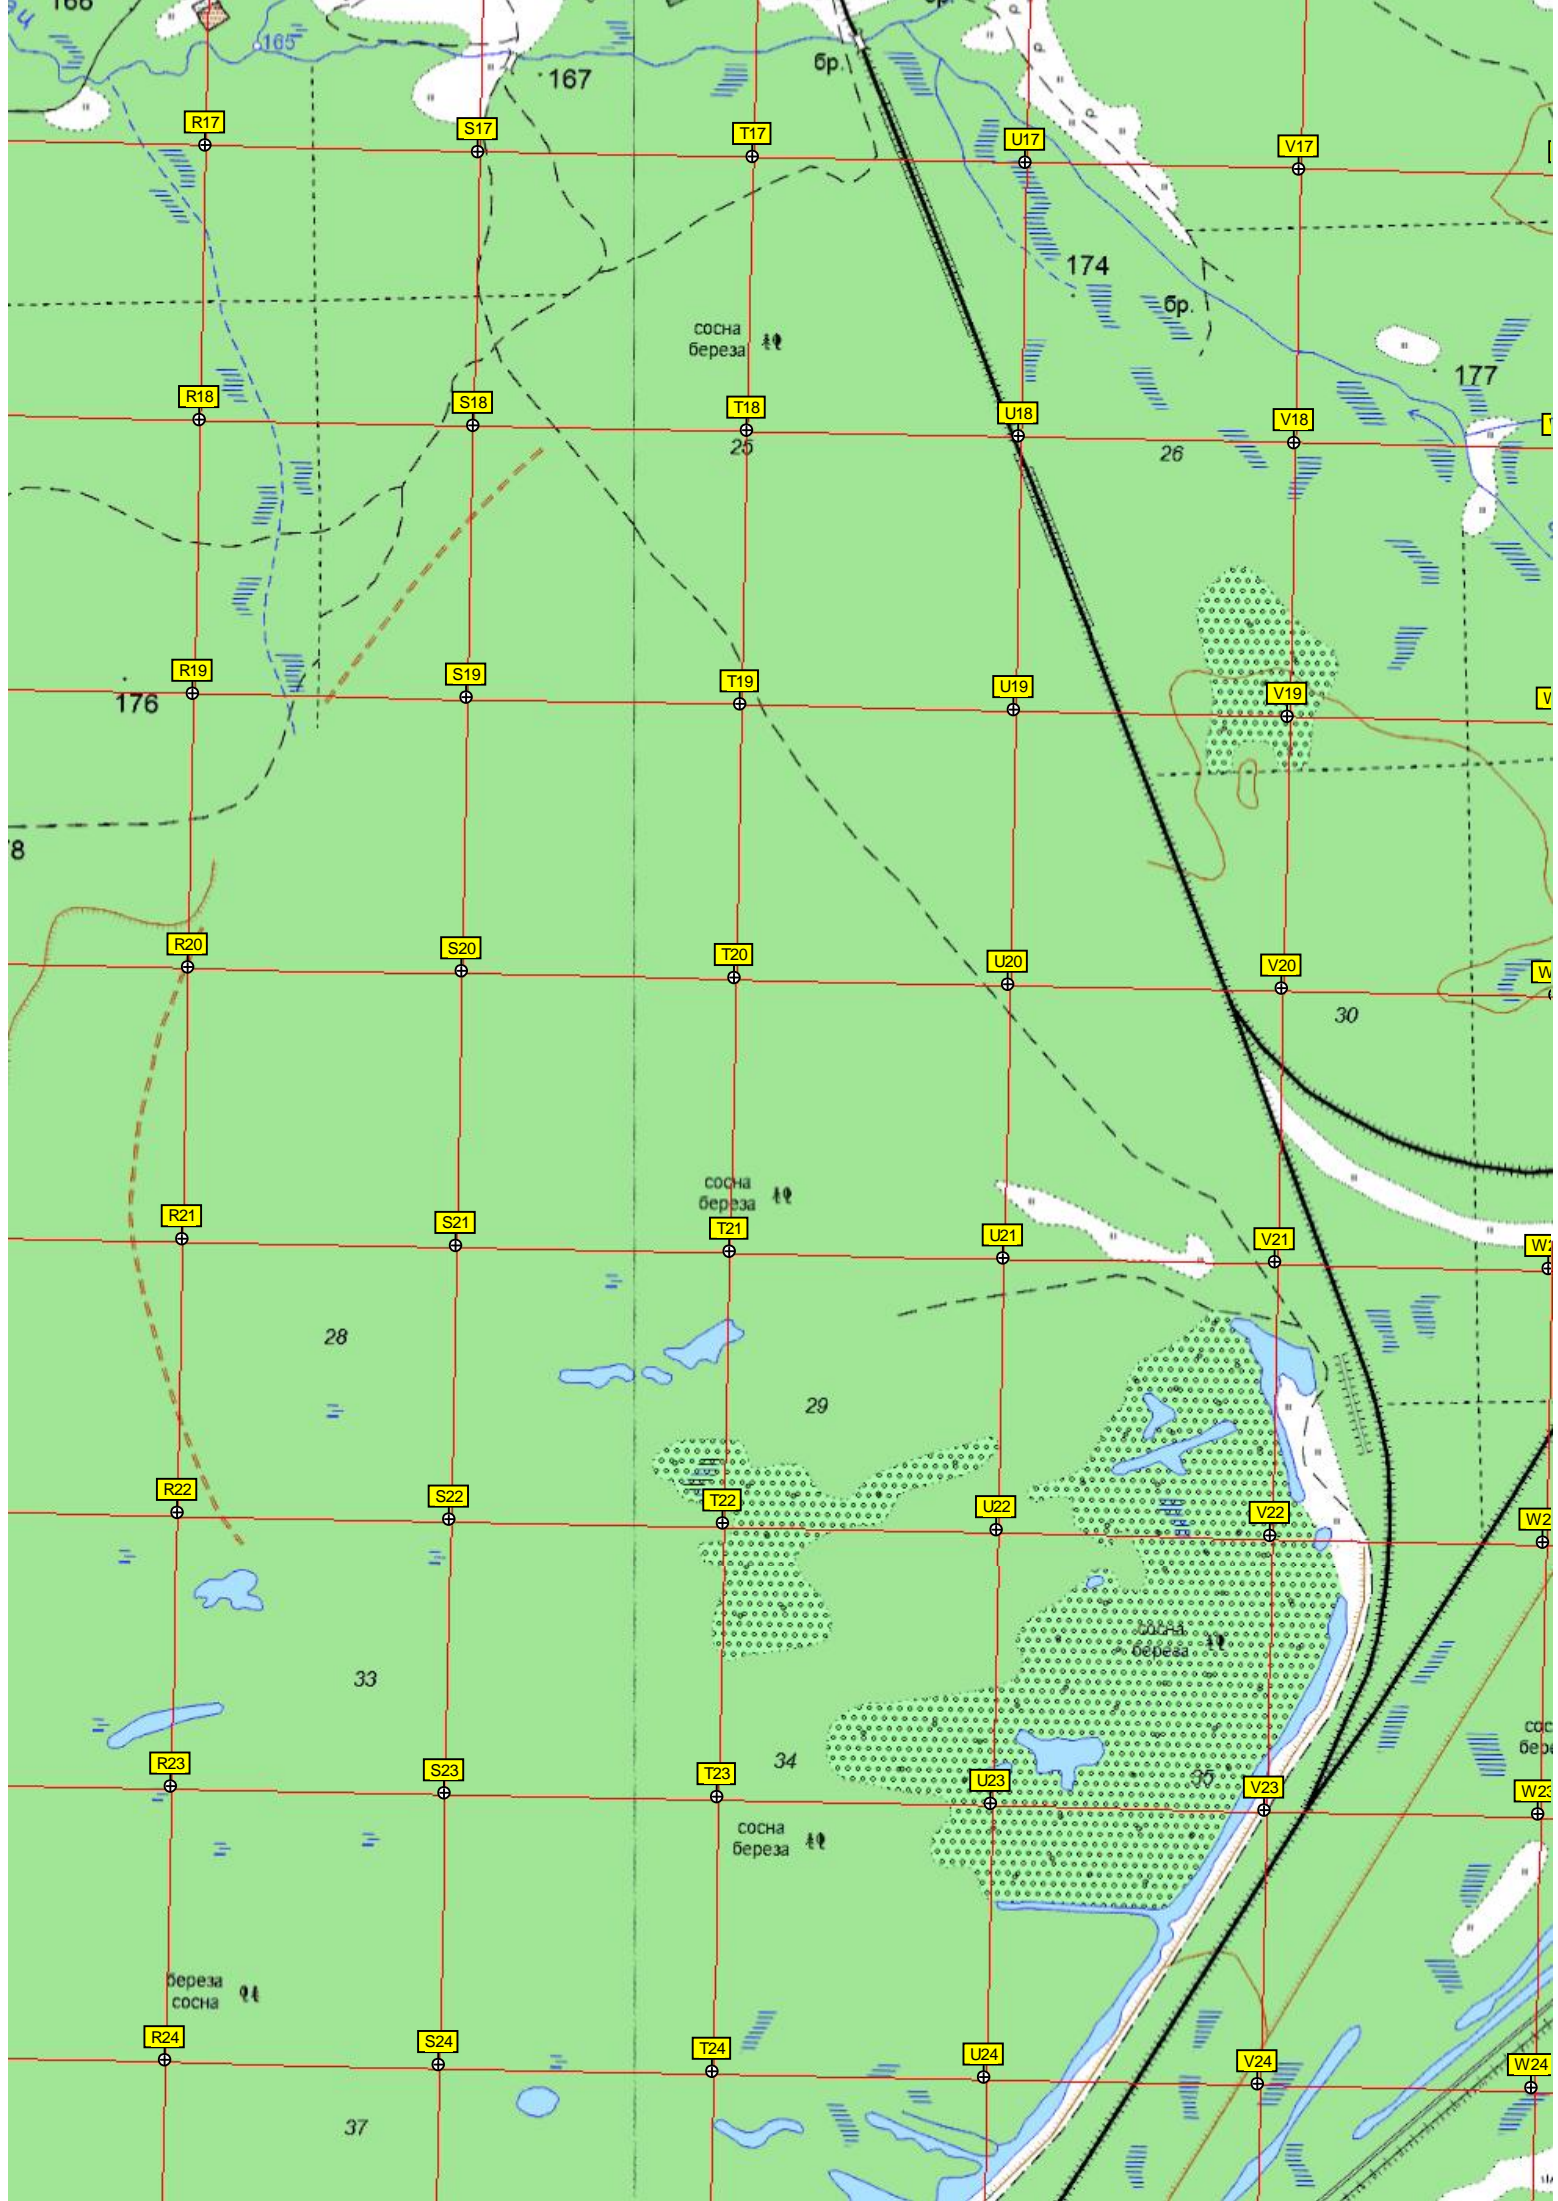 165
167
бр.
R17
S17
T17
U17
V17
174
бр.
сосна
береза
177
R18
S18
T18
U18
V18
25
26
R19
S19
T19
U19
V19
176
R20
S20
T20
U20
V20
30
сосна
береза
R21
S21
T21
U21
V21
28
29
R22
S22
T22
U22
V22
сосна
береза
33
34
35
R23
S23
T23
U23
V23
W23
сосна
береза
береза
сосна
R24
S24
T24
U24
V24
W24
37